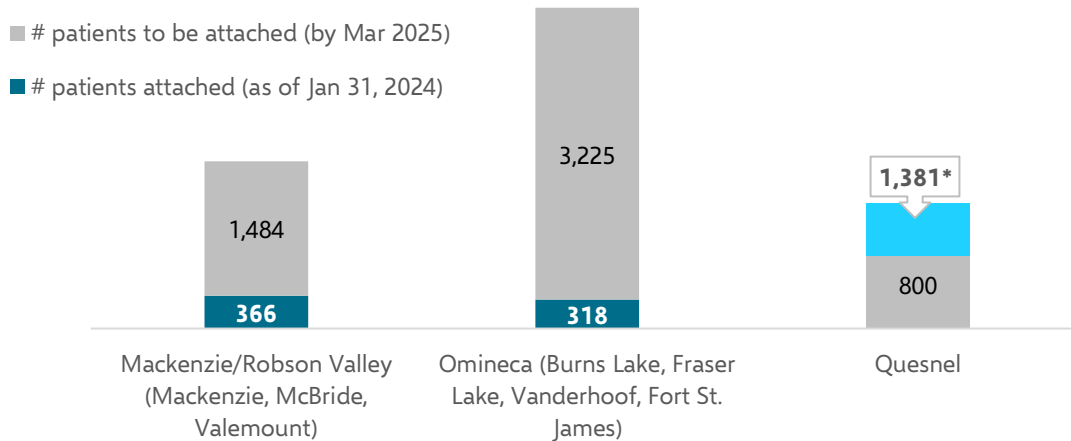 # patients to be attached (by Mar 2025)
# patients attached (as of Jan 31, 2024)
3,225
1,381*
1,484
800
366
318
Mackenzie/Robson Valley
(Mackenzie, McBride,
Valemount)
Omineca (Burns Lake, Fraser
Lake, Vanderhoof, Fort St.
James)
Quesnel